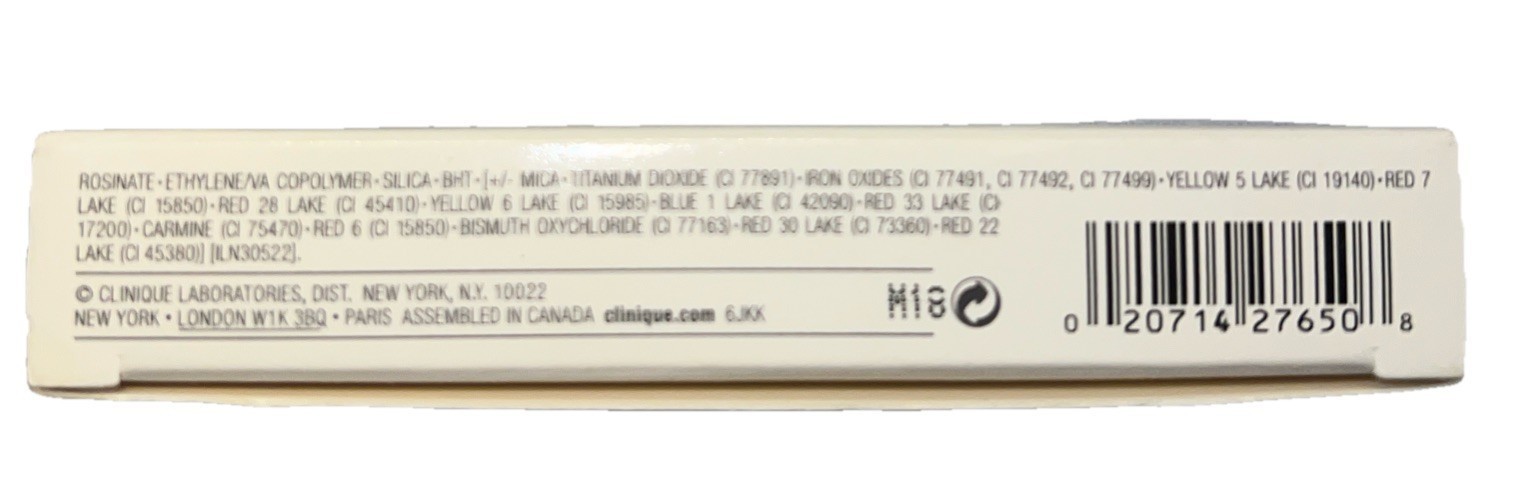 ROSINATE • ETHYLENE/VA COPOLYMER • SILICA • BHT • [+/- MICA • TITANIUM DIOXIDE (CI 77891) • IRON OXIDES (CI 77491, CI 77492, CI 77499) • YELLOW 5 LAKE (CI 19140) • RED 7
LAKE (CI 15850) • RED 28 LAKE (CI 45410) • YELLOW 6 LAKE (CI 15985) • BLUE 1 LAKE (CI 42090) • RED 33 LAKE (CI
17200) • CARMINE (CI 75470) • RED 6 (CI 15850) • BISMUTH OXYCHLORIDE (CI 77163) • RED 30 LAKE (CI 73360) • RED 22
LAKE (CI 45380)] [ILN30522].
© CLINIQUE LABORATORIES, DIST. NEW YORK, N.Y. 10022
NEW YORK • LONDON W1K 3BQ • PARIS ASSEMBLED IN CANADA clinique.com 6JKK
M18
0 20714 27650 8